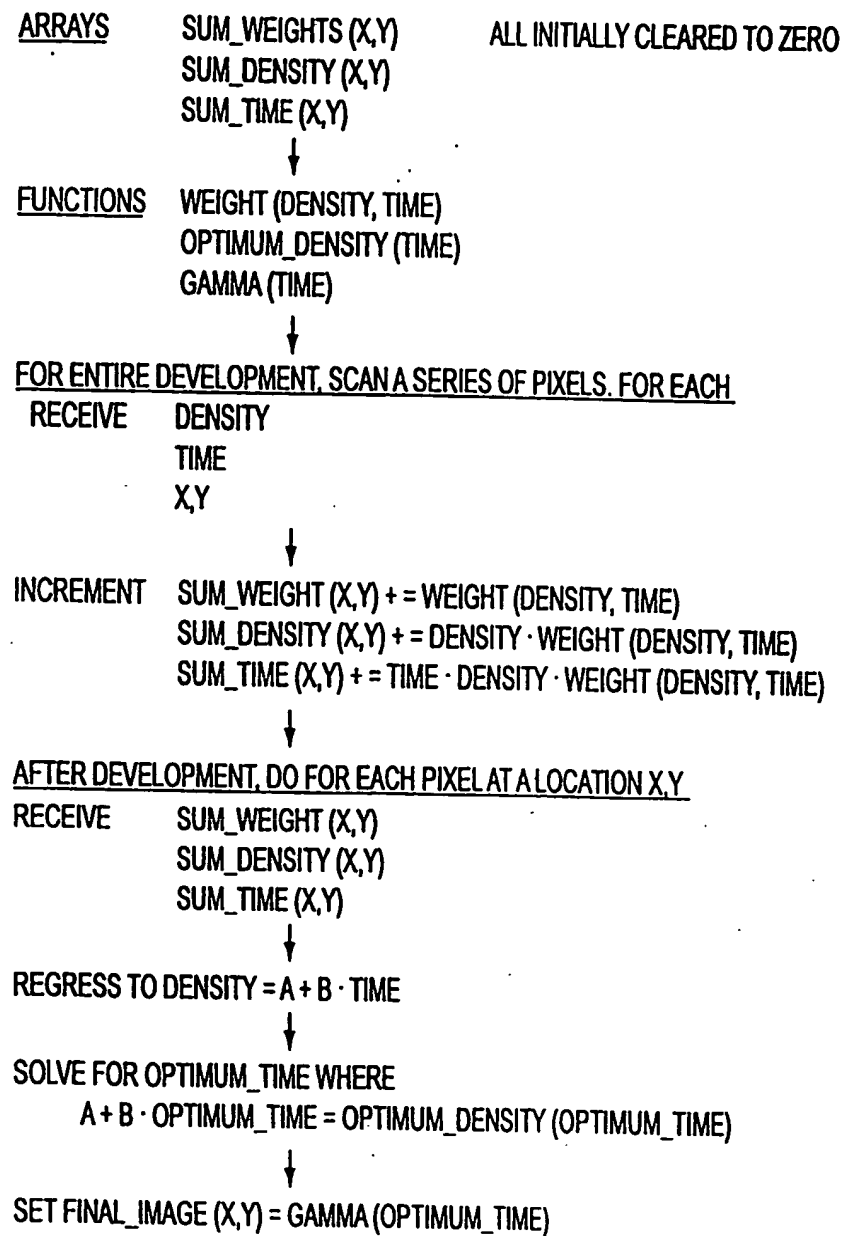 ARRAYS SUM_WEIGHTS (X,Y) ALL INITIALLY CLEARED TO ZERO
SUM_DENSITY (X,Y)
SUM_TIME (X,Y)
FUNCTIONS WEIGHT (DENSITY, TIME)
OPTIMUM_DENSITY (TIME)
GAMMA (TIME)
FOR ENTIRE DEVELOPMENT, SCAN A SERIES OF PIXELS. FOR EACH
RECEIVE DENSITY
TIME
X,Y
INCREMENT SUM_WEIGHT (X,Y) + = WEIGHT (DENSITY, TIME)
SUM_DENSITY (X,Y) + = DENSITY · WEIGHT (DENSITY, TIME)
SUM_TIME (X,Y) + = TIME · DENSITY · WEIGHT (DENSITY, TIME)
AFTER DEVELOPMENT, DO FOR EACH PIXEL AT A LOCATION X,Y
RECEIVE SUM_WEIGHT (X,Y)
SUM_DENSITY (X,Y)
SUM_TIME (X,Y)
REGRESS TO DENSITY = A + B · TIME
SOLVE FOR OPTIMUM_TIME WHERE
A + B · OPTIMUM_TIME = OPTIMUM_DENSITY (OPTIMUM_TIME)
SET FINAL_IMAGE (X,Y) = GAMMA (OPTIMUM_TIME)